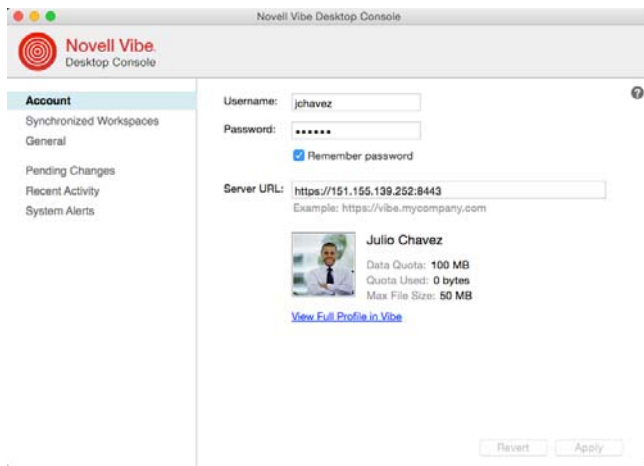 Novell Vibe Desktop Console
Novell Vibe.
Desktop Console
Account
Synchronized Workspaces
General
Pending Changes
Recent Activity
System Alerts
Username: jchavez
Password: ••••••
Remember password
Server URL: https://151.155.139.252:8443
Example: https://vibe.mycompany.com
Julio Chavez
Data Quota: 100 MB
Quota Used: 0 bytes
Max File Size: 50 MB
View Full Profile in Vibe
Revert Apply
?